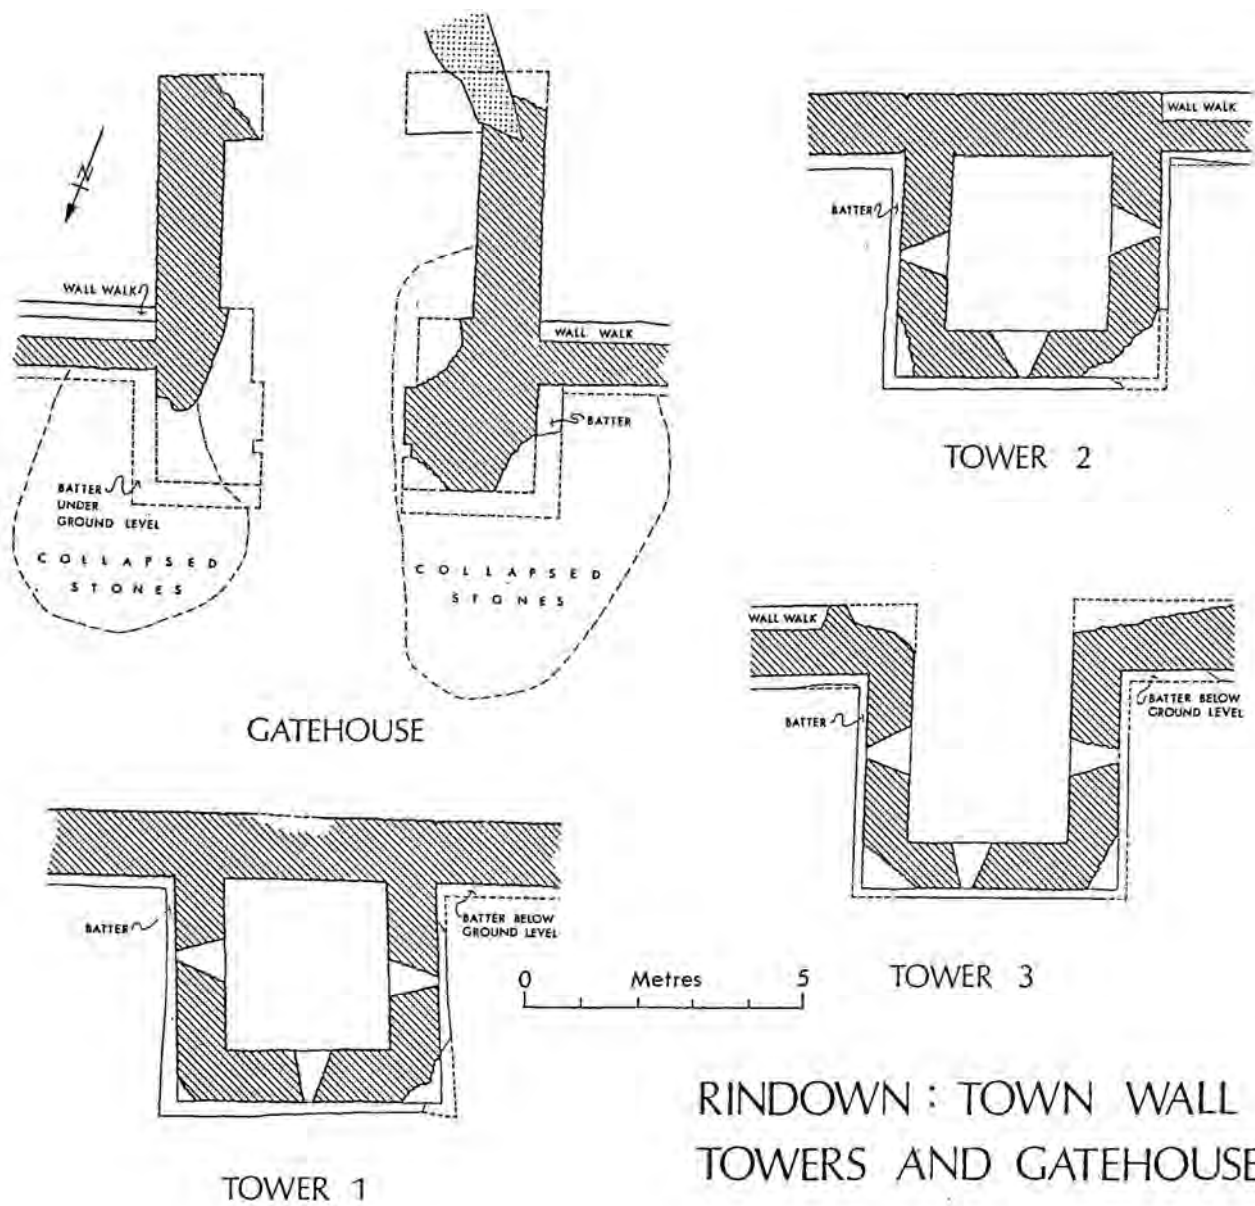 N
WALL WALK
BATTER
UNDER
GROUND LEVEL
COLLAPSED
STONES
WALL WALK
BATTER
COLLAPSED
STONES
GATEHOUSE
WALL WALK
BATTER
TOWER 2
WALL WALK
BATTER
BATTER BELOW
GROUND LEVEL
TOWER 3
BATTER
BATTER BELOW
GROUND LEVEL
TOWER 1
0 Metres 5
RINDOWN : TOWN WALL
TOWERS AND GATEHOUSE